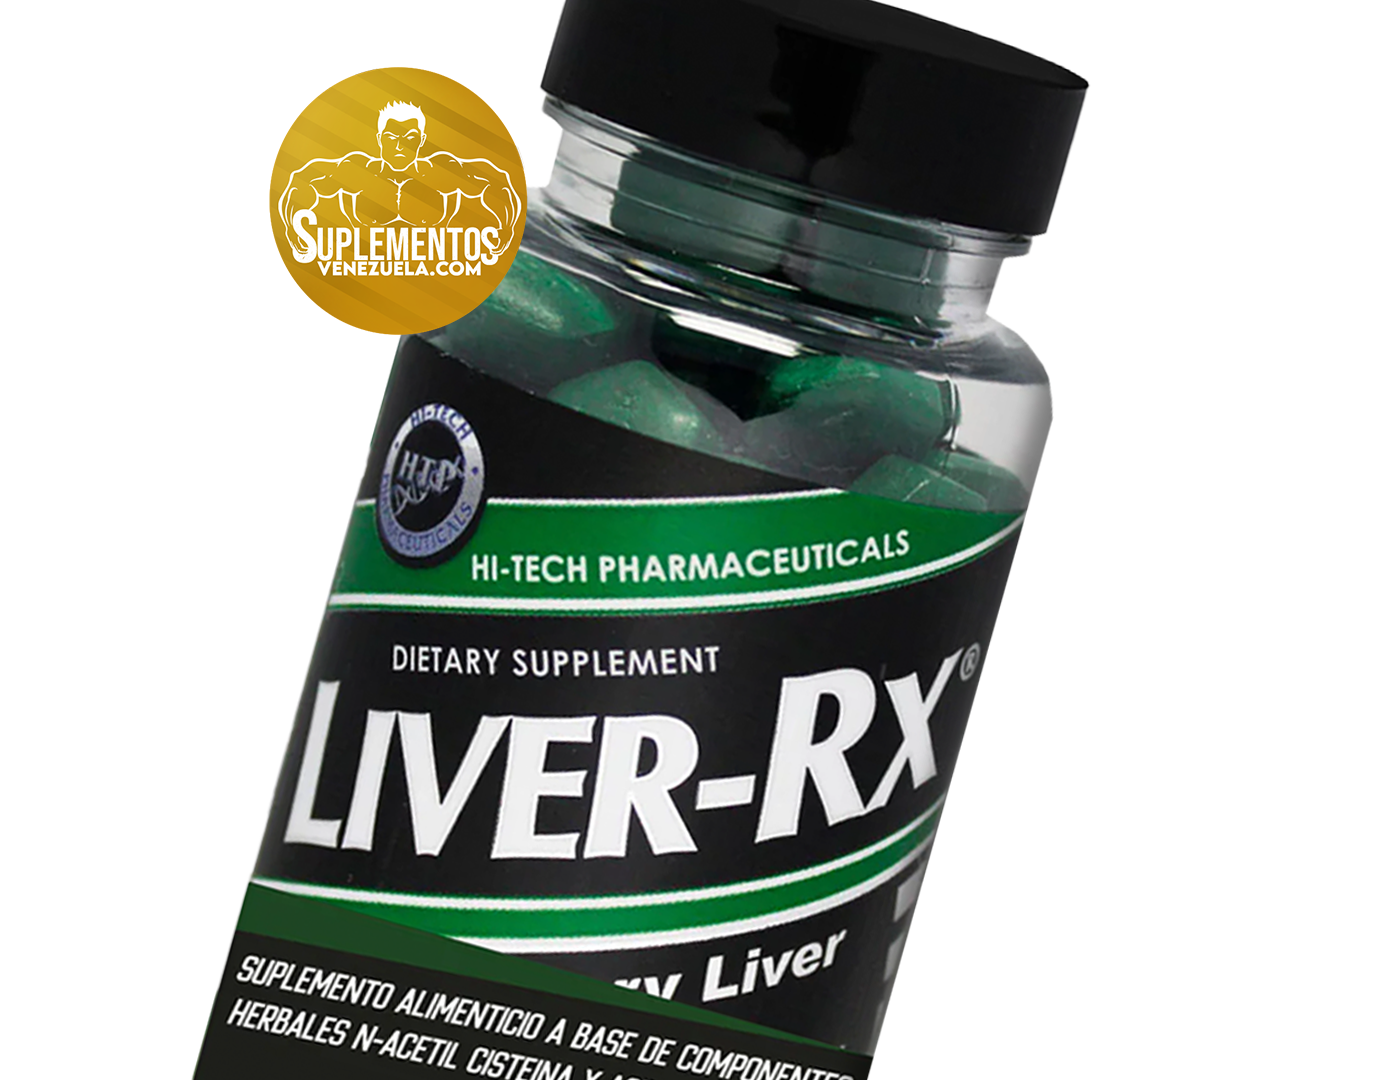 SUPLEMENTOS
VENEZUELA.COM
HI-TECH
PHARMACEUTICALS
HI-TECH PHARMACEUTICALS
DIETARY SUPPLEMENT
LIVER-RX®
Liver
SUPLEMENTO ALIMENTICIO A BASE DE COMPONENTES
HERBALES N-ACETIL CISTEINA Y